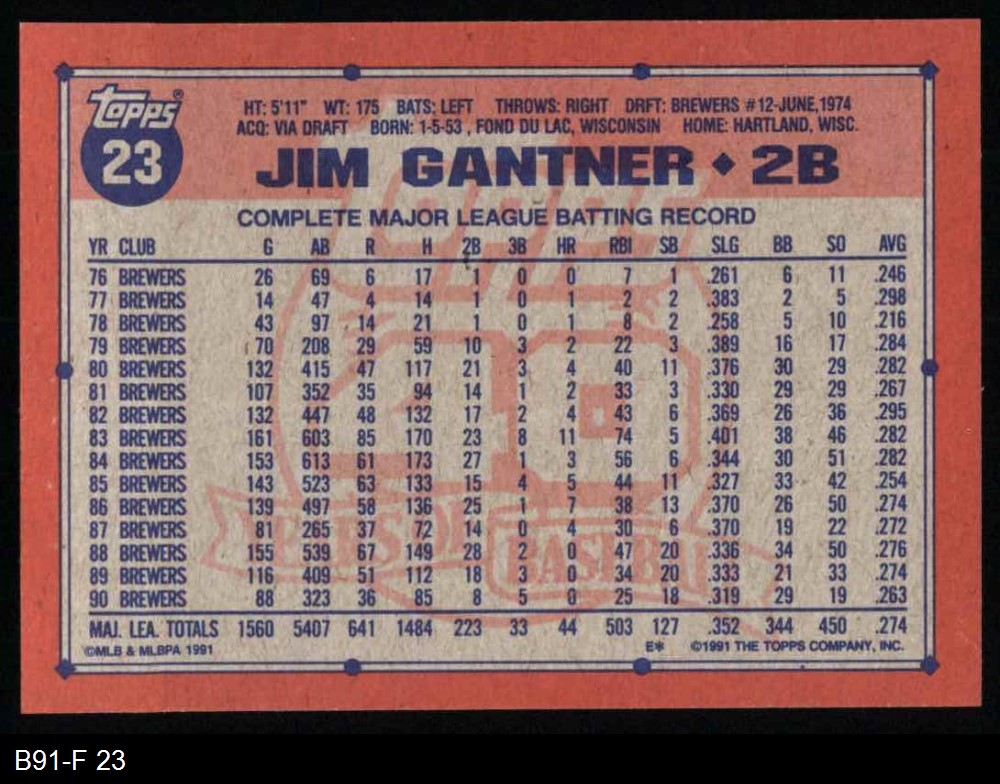 Topps®
23
HT: 5'11" WT: 175 BATS: LEFT THROWS: RIGHT DRFT: BREWERS #12-JUNE,1974
ACQ: VIA DRAFT BORN: 1-5-53 , FOND DU LAC, WISCONSIN HOME: HARTLAND, WISC.
JIM GANTNER ◆ 2B
COMPLETE MAJOR LEAGUE BATTING RECORD
YR CLUB G AB R H 2B 3B HR RBI SB SLG BB SO AVG
76 BREWERS 26 69 6 17 1 0 0 7 1 .261 6 11 .246
77 BREWERS 14 47 4 14 1 0 1 2 2 .383 2 5 .298
78 BREWERS 43 97 14 21 1 0 1 8 2 .258 5 10 .216
79 BREWERS 70 208 29 59 10 3 2 22 3 .389 16 17 .284
80 BREWERS 132 415 47 117 21 3 4 40 11 .376 30 29 .282
81 BREWERS 107 352 35 94 14 1 2 33 3 .330 29 29 .267
82 BREWERS 132 447 48 132 17 2 4 43 6 .369 26 36 .295
83 BREWERS 161 603 85 170 23 8 11 74 5 .401 38 46 .282
84 BREWERS 153 613 61 173 27 1 3 56 6 .344 30 51 .282
85 BREWERS 143 523 63 133 15 4 5 44 11 .327 33 42 .254
86 BREWERS 139 497 58 136 25 1 7 38 13 .370 26 50 .274
87 BREWERS 81 265 37 72 14 0 4 30 6 .370 19 22 .272
88 BREWERS 155 539 67 149 28 2 0 47 20 .336 34 50 .276
89 BREWERS 116 409 51 112 18 3 0 34 20 .333 21 33 .274
90 BREWERS 88 323 36 85 8 5 0 25 18 .319 29 19 .263
MAJ. LEA. TOTALS 1560 5407 641 1484 223 33 44 503 127 .352 344 450 .274
©MLB & MLBPA 1991 E* ©1991 THE TOPPS COMPANY, INC.
Topps
40
YEARS OF BASEBALL
B91-F 23